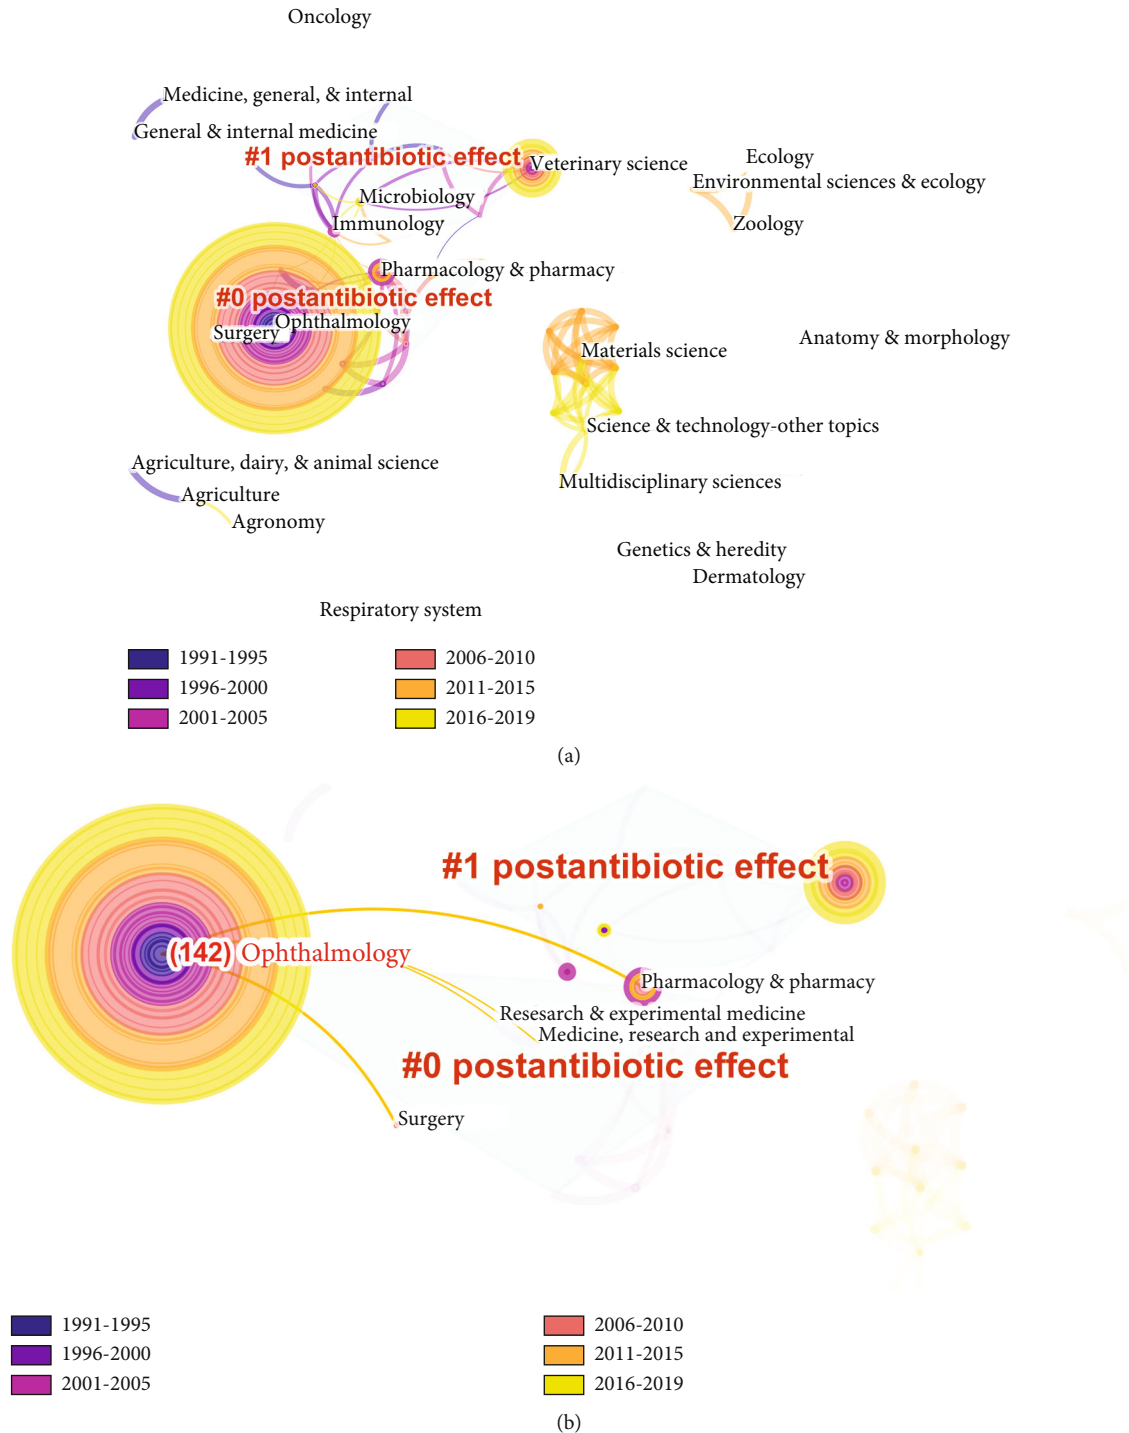 Oncology
Medicine, general, & internal
General & internal medicine
#1 postantibiotic effect
Veterinary science
Ecology
Environmental sciences & ecology
Zoology
Microbiology
Immunology
Pharmacology & pharmacy
#0 postantibiotic effect
Ophthalmology
Surgery
Materials science
Anatomy & morphology
Science & technology-other topics
Agriculture, dairy, & animal science
Multidisciplinary sciences
Agriculture
Agronomy
Genetics & heredity
Dermatology
Respiratory system
1991-1995
1996-2000
2001-2005
2006-2010
2011-2015
2016-2019
(a)
#1 postantibiotic effect
(142) Ophthalmology
Pharmacology & pharmacy
Resesarch & experimental medicine
Medicine, research and experimental
#0 postantibiotic effect
Surgery
1991-1995
1996-2000
2001-2005
2006-2010
2011-2015
2016-2019
(b)